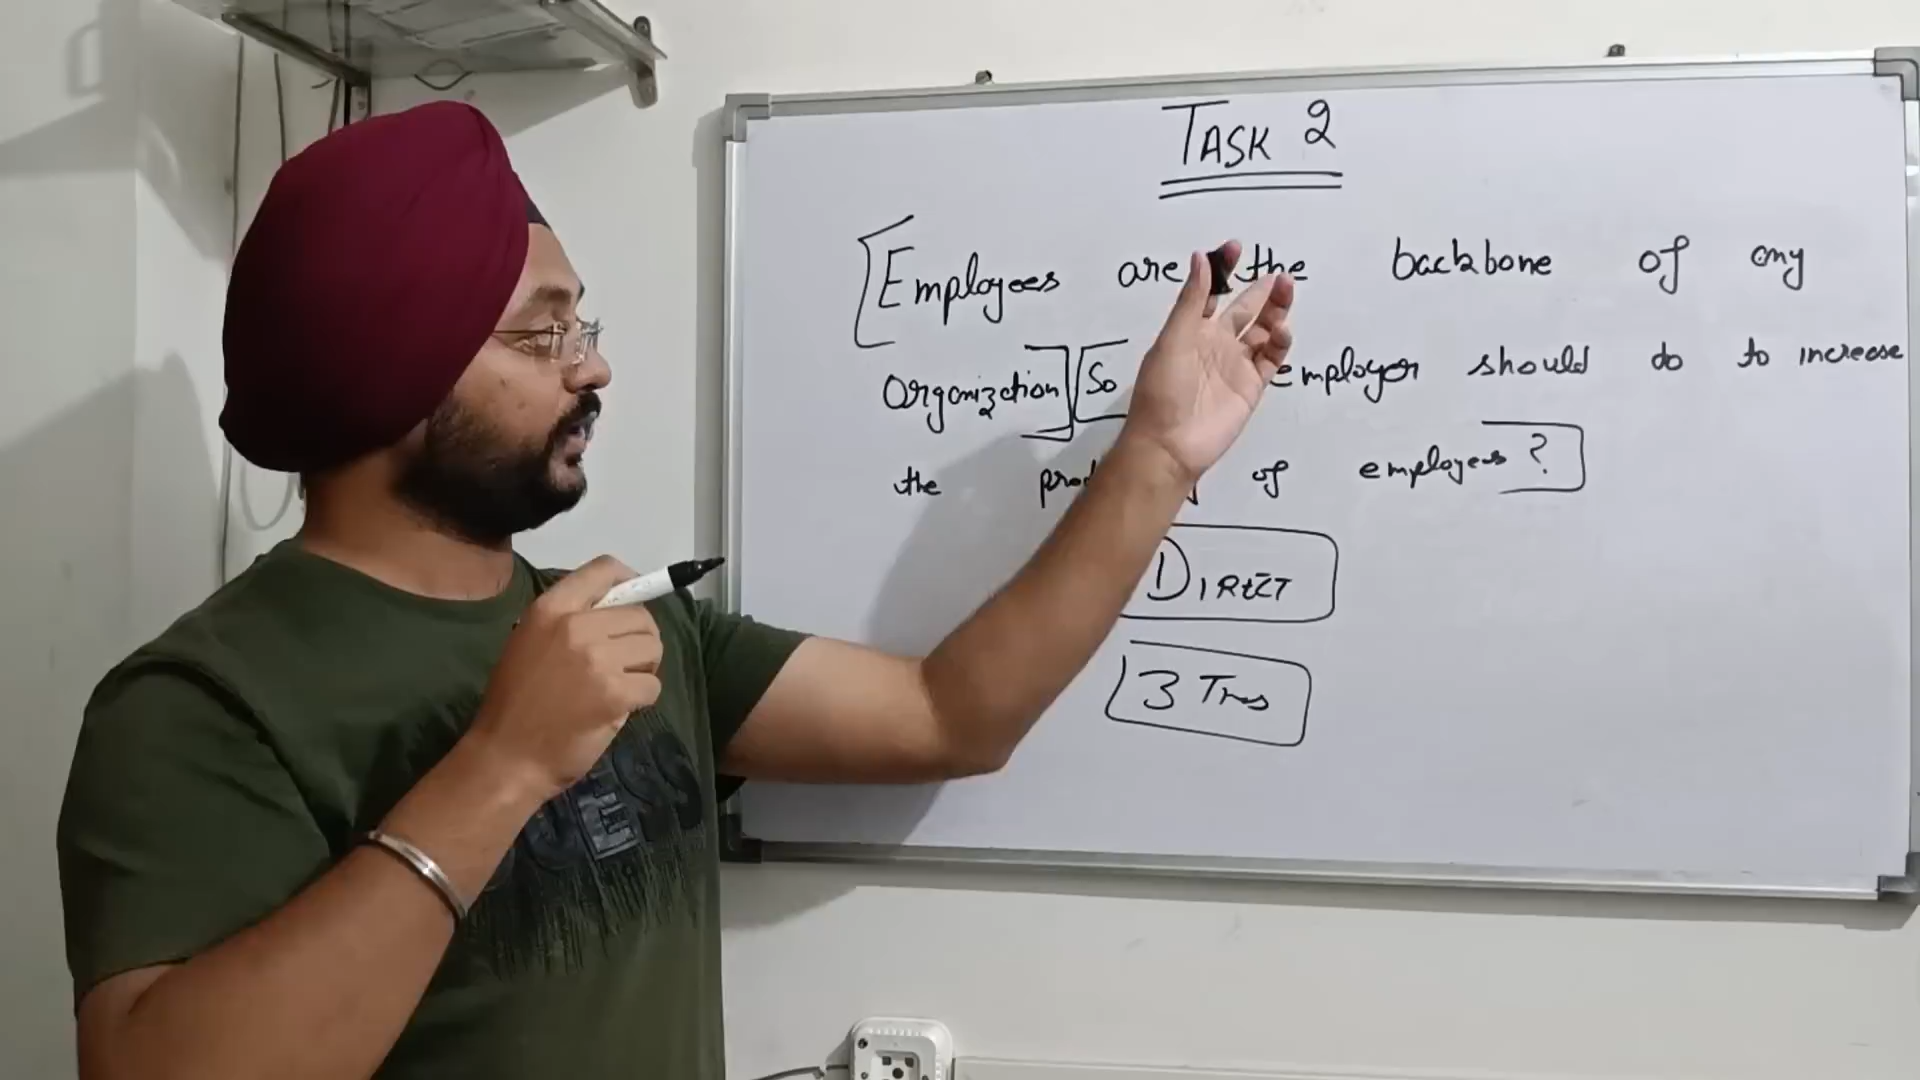 TASK 2
Employees are the backbone of any
Organization So employer should do to increase
the of employees ?
DIRECT
3